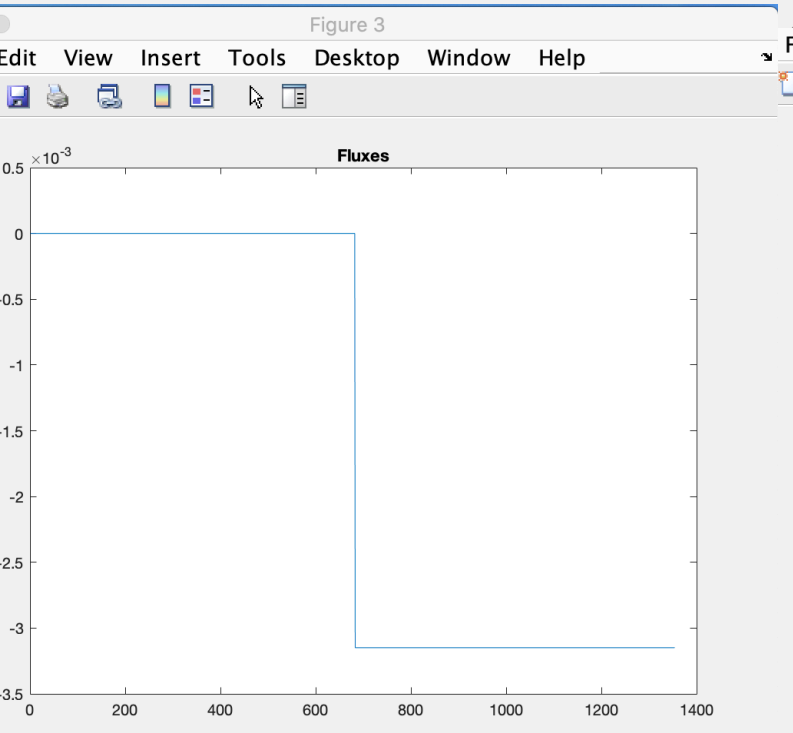 Figure 3
Edit View Insert Tools Desktop Window Help
F
×10-3
Fluxes
0.5
0
-0.5
-1
-1.5
-2
-2.5
-3
-3.5
0 200 400 600 800 1000 1200 1400